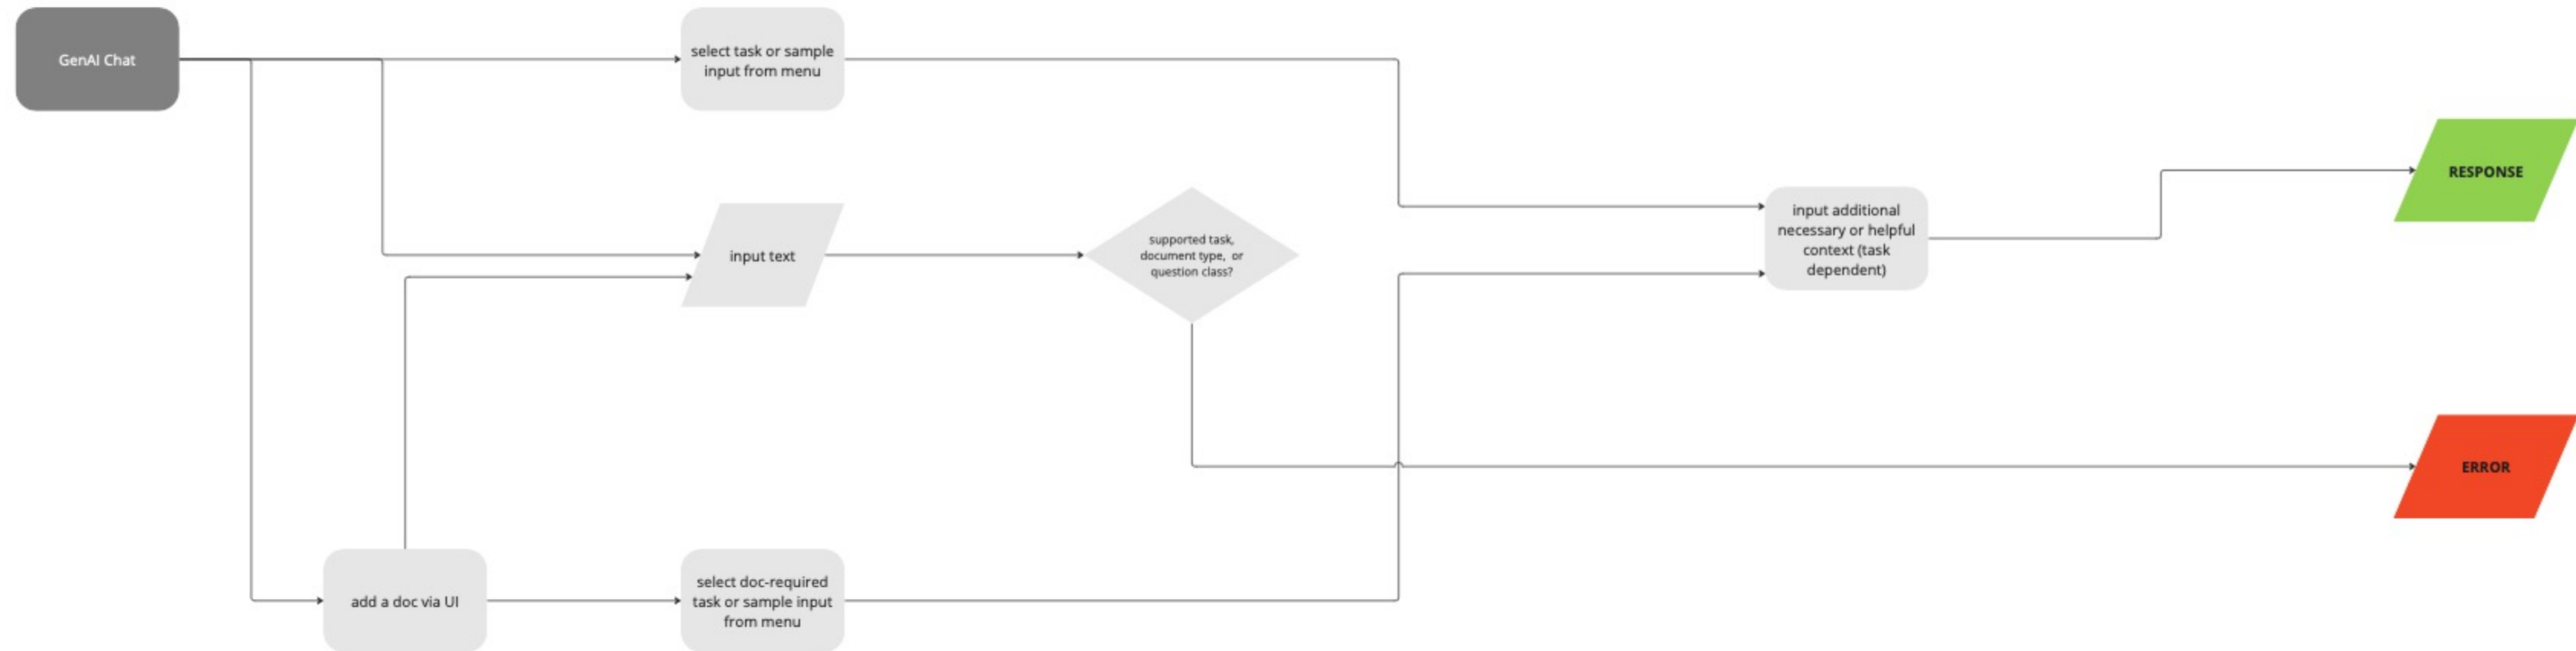 GenAI Chat
select task or sample
input from menu
RESPONSE
input additional
necessary or helpful
context (task
dependent)
input text
supported task,
document type,  or
question class?
ERROR
add a doc via UI
select doc-required
task or sample input
from menu